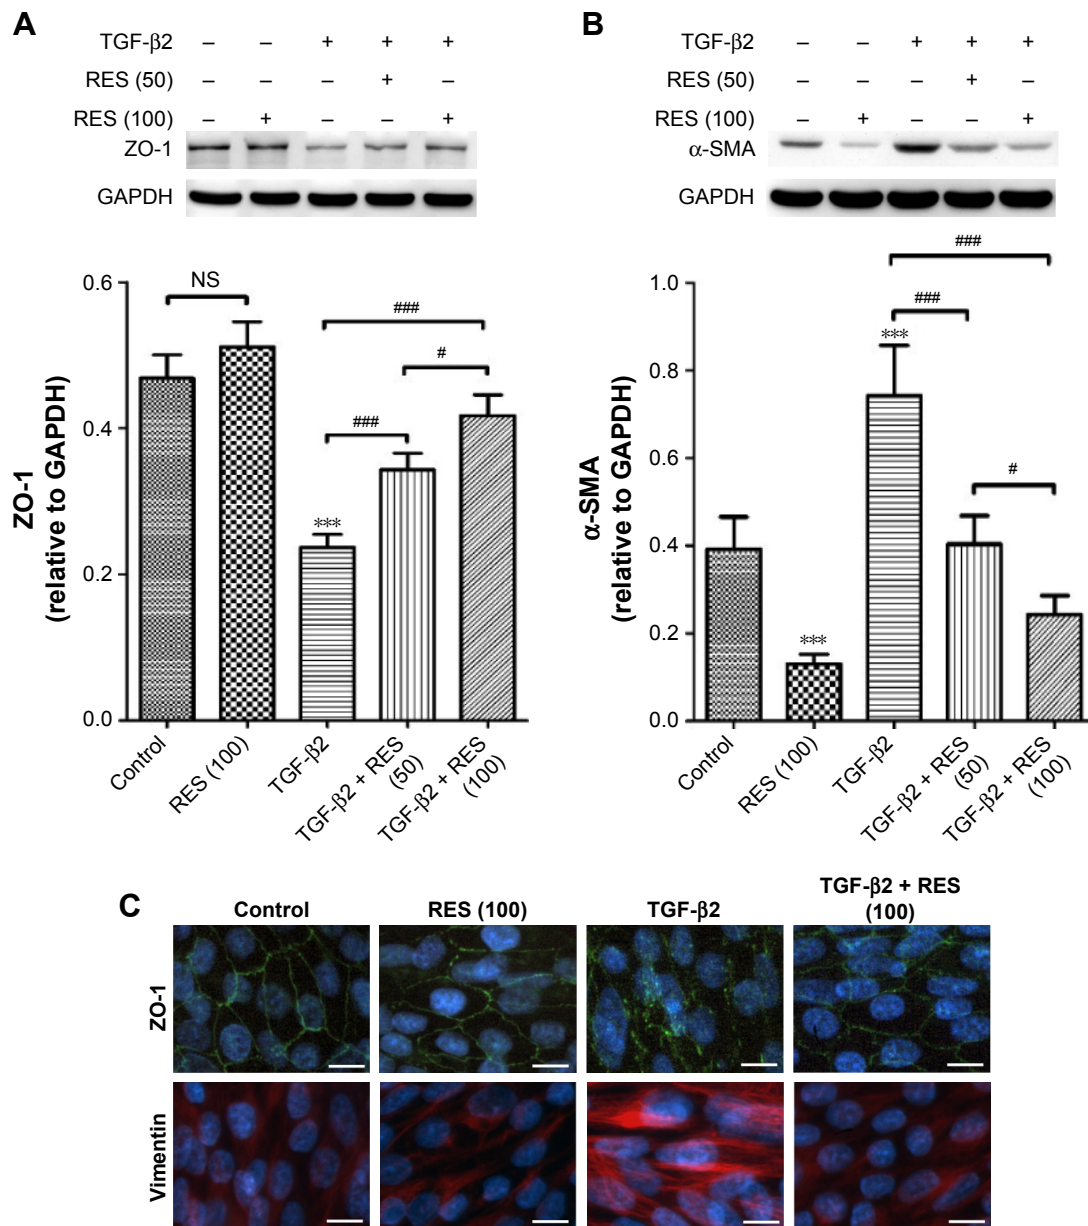 A
TGF-β2 – – + + +
RES (50) – – – + –
RES (100) – + – – +
ZO-1
GAPDH
0.6
0.4
0.2
0.0
ZO-1
(relative to GAPDH)
NS
###
#
###
***
Control
RES (100)
TGF-β2
TGF-β2 + RES
(50)
TGF-β2 + RES
(100)
B
TGF-β2 – – + + +
RES (50) – – – + –
RES (100) – + – – +
α-SMA
GAPDH
1.0
0.8
0.6
0.4
0.2
0.0
α-SMA
(relative to GAPDH)
###
###
***
#
***
Control
RES (100)
TGF-β2
TGF-β2 + RES
(50)
TGF-β2 + RES
(100)
C
Control
RES (100)
TGF-β2
TGF-β2 + RES
(100)
ZO-1
Vimentin